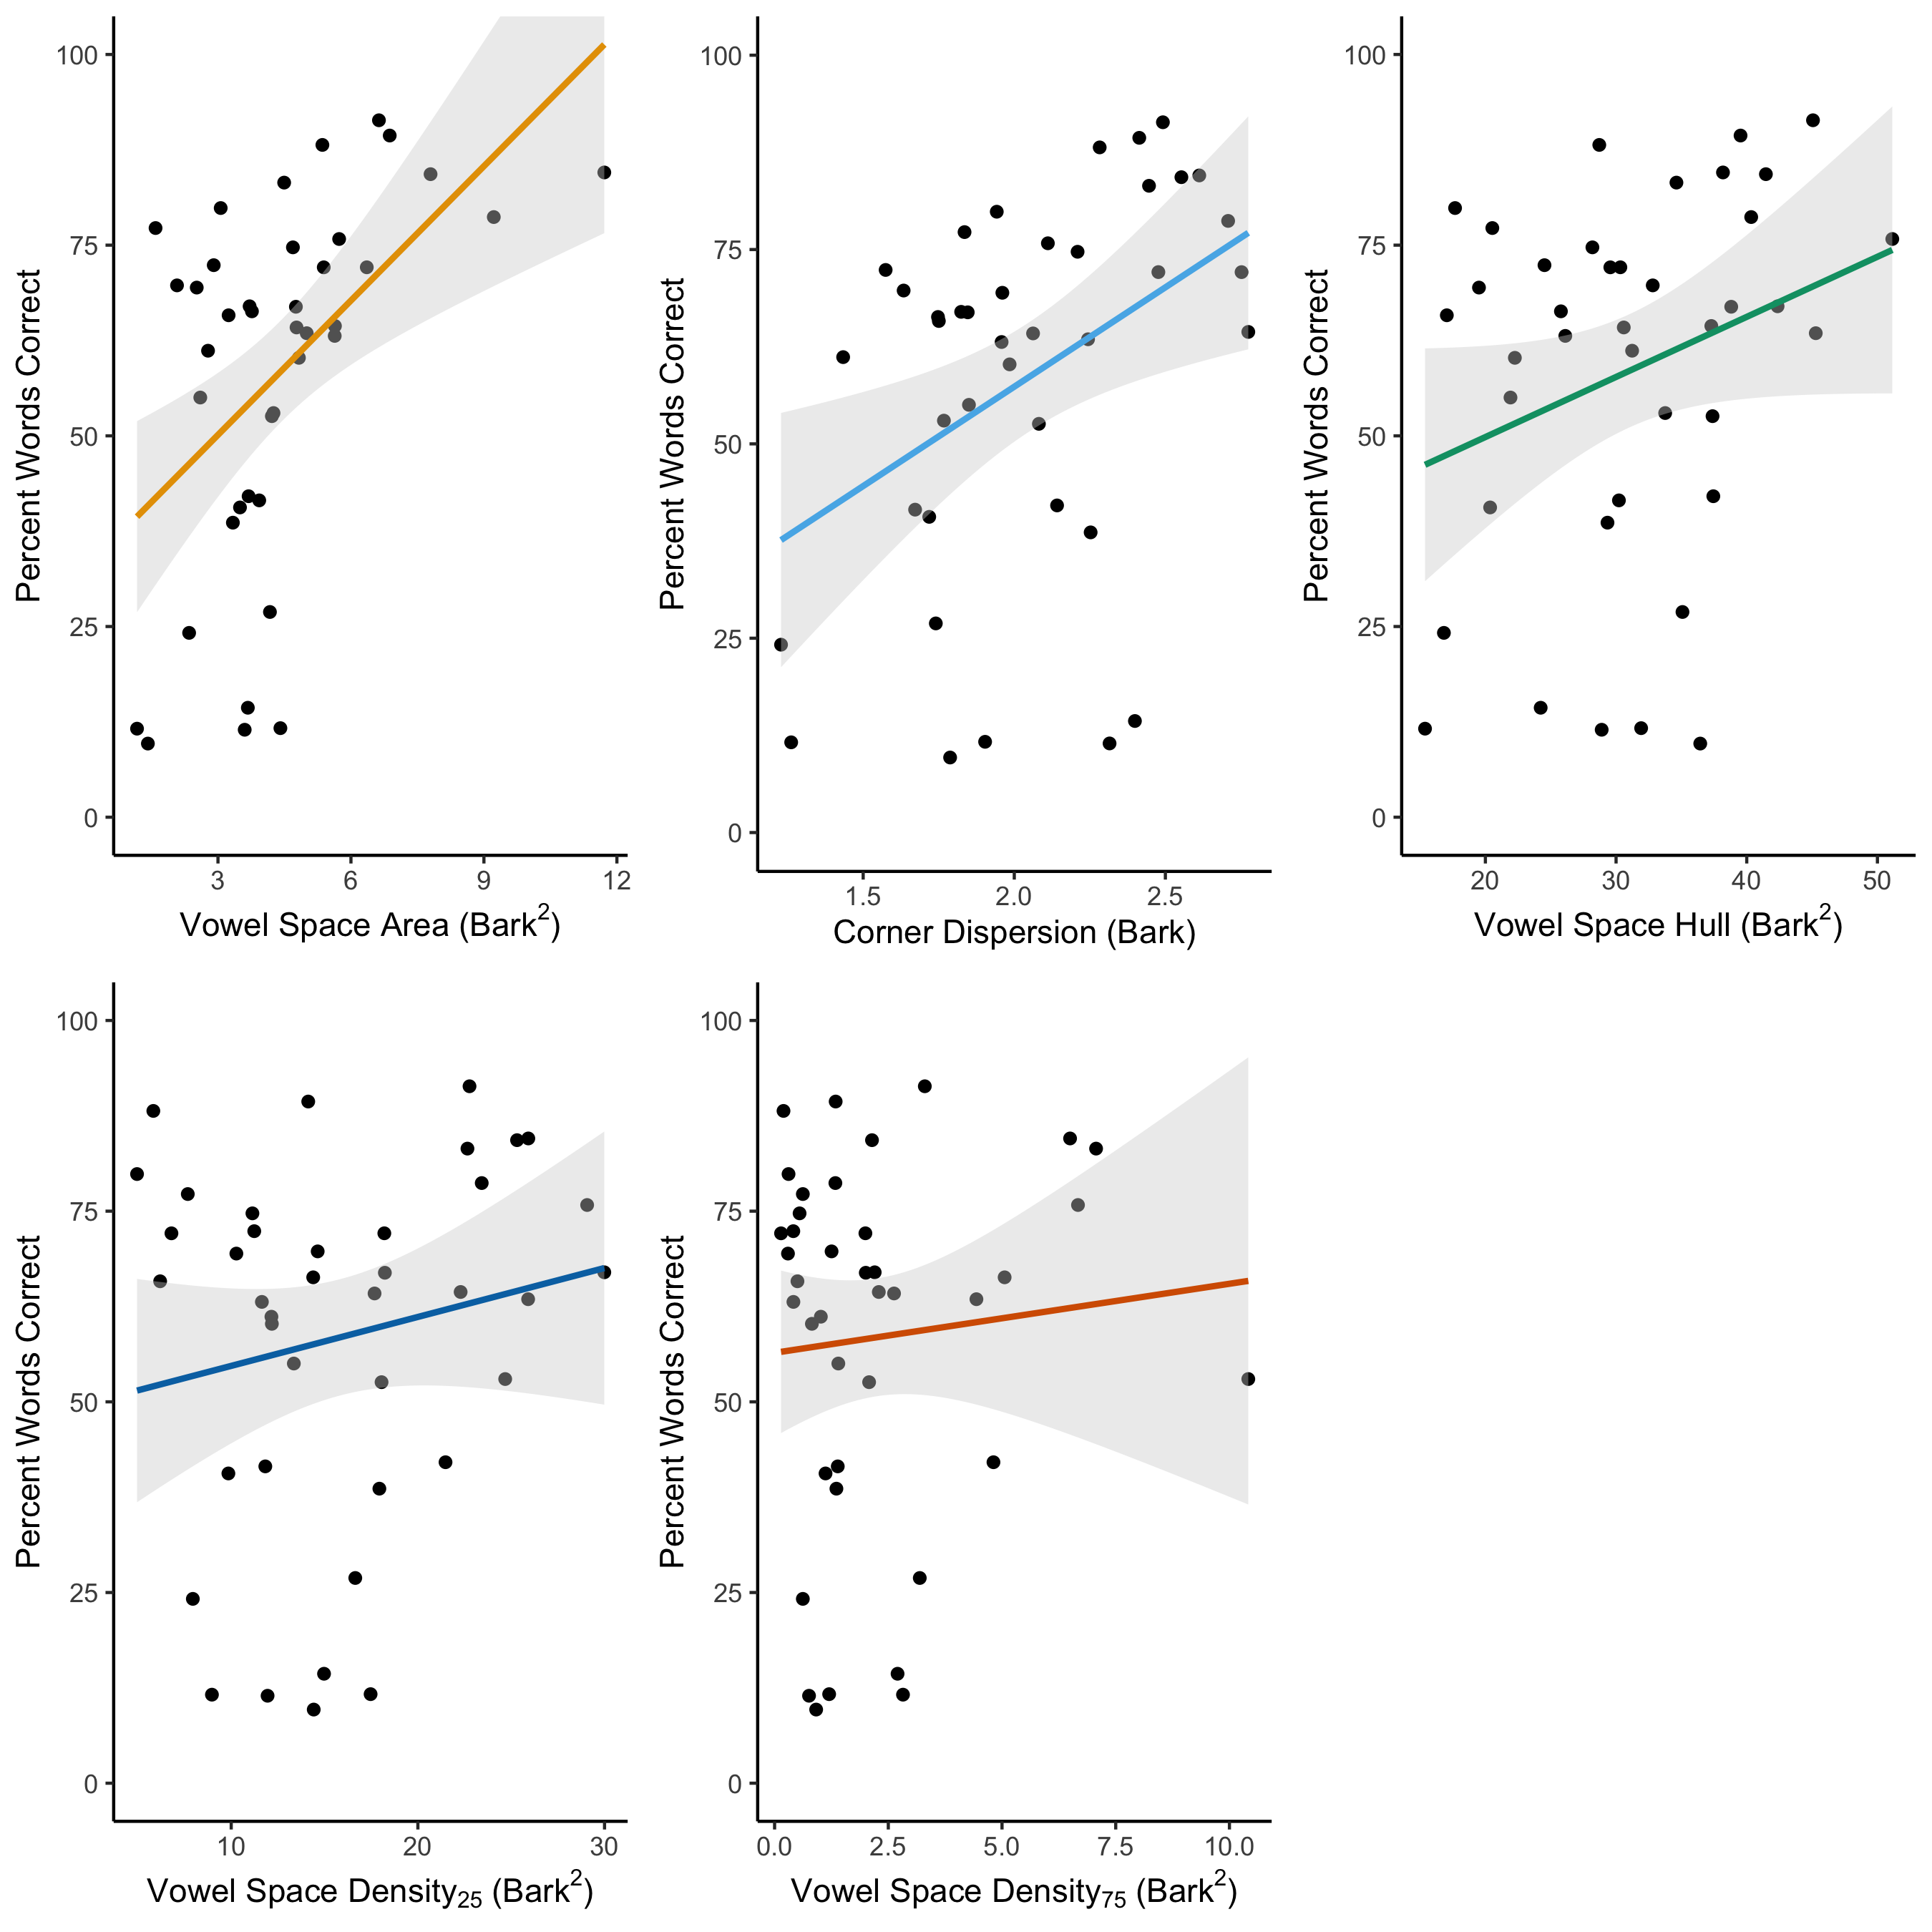 Percent Words Correct
100
75
50
25
0
3 6 9 12
Vowel Space Area (Bark²)
Percent Words Correct
100
75
50
25
0
1.5 2.0 2.5
Corner Dispersion (Bark)
Percent Words Correct
100
75
50
25
0
20 30 40 50
Vowel Space Hull (Bark²)
Percent Words Correct
100
75
50
25
0
10 20 30
Vowel Space Density₂₅ (Bark²)
Percent Words Correct
100
75
50
25
0
0.0 2.5 5.0 7.5 10.0
Vowel Space Density₇₅ (Bark²)